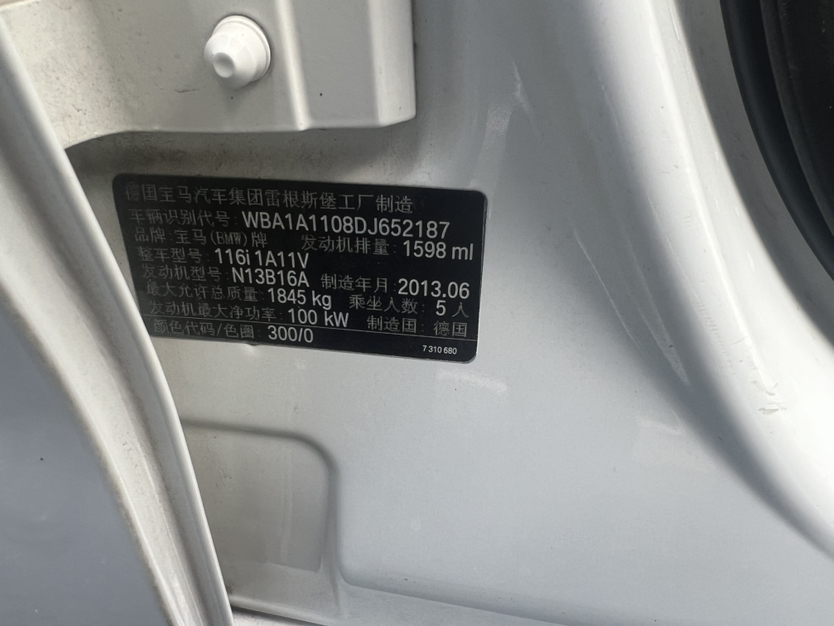 德国宝马汽车集团雷根斯堡工厂制造
车辆识别代号: WBA1A1108DJ652187
品牌: 宝马(BMW)牌 发动机排量: 1598 ml
整车型号: 116i 1A11V
发动机型号: N13B16A 制造年月: 2013.06
最大允许总质量: 1845 kg 乘坐人数: 5 人
发动机最大净功率: 100 kW 制造国: 德国
颜色代码/色圈: 300/0
7 310 680